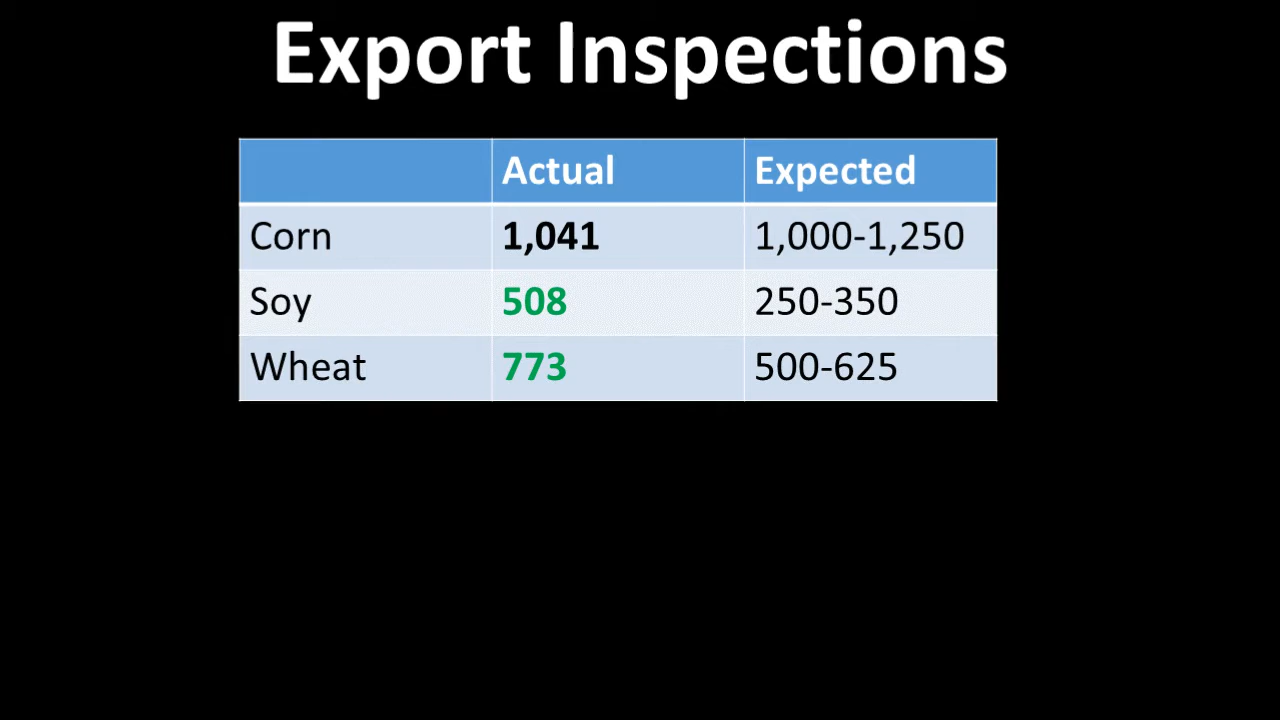 Export Inspections
Actual Expected
Corn 1,041 1,000-1,250
Soy 508 250-350
Wheat 773 500-625